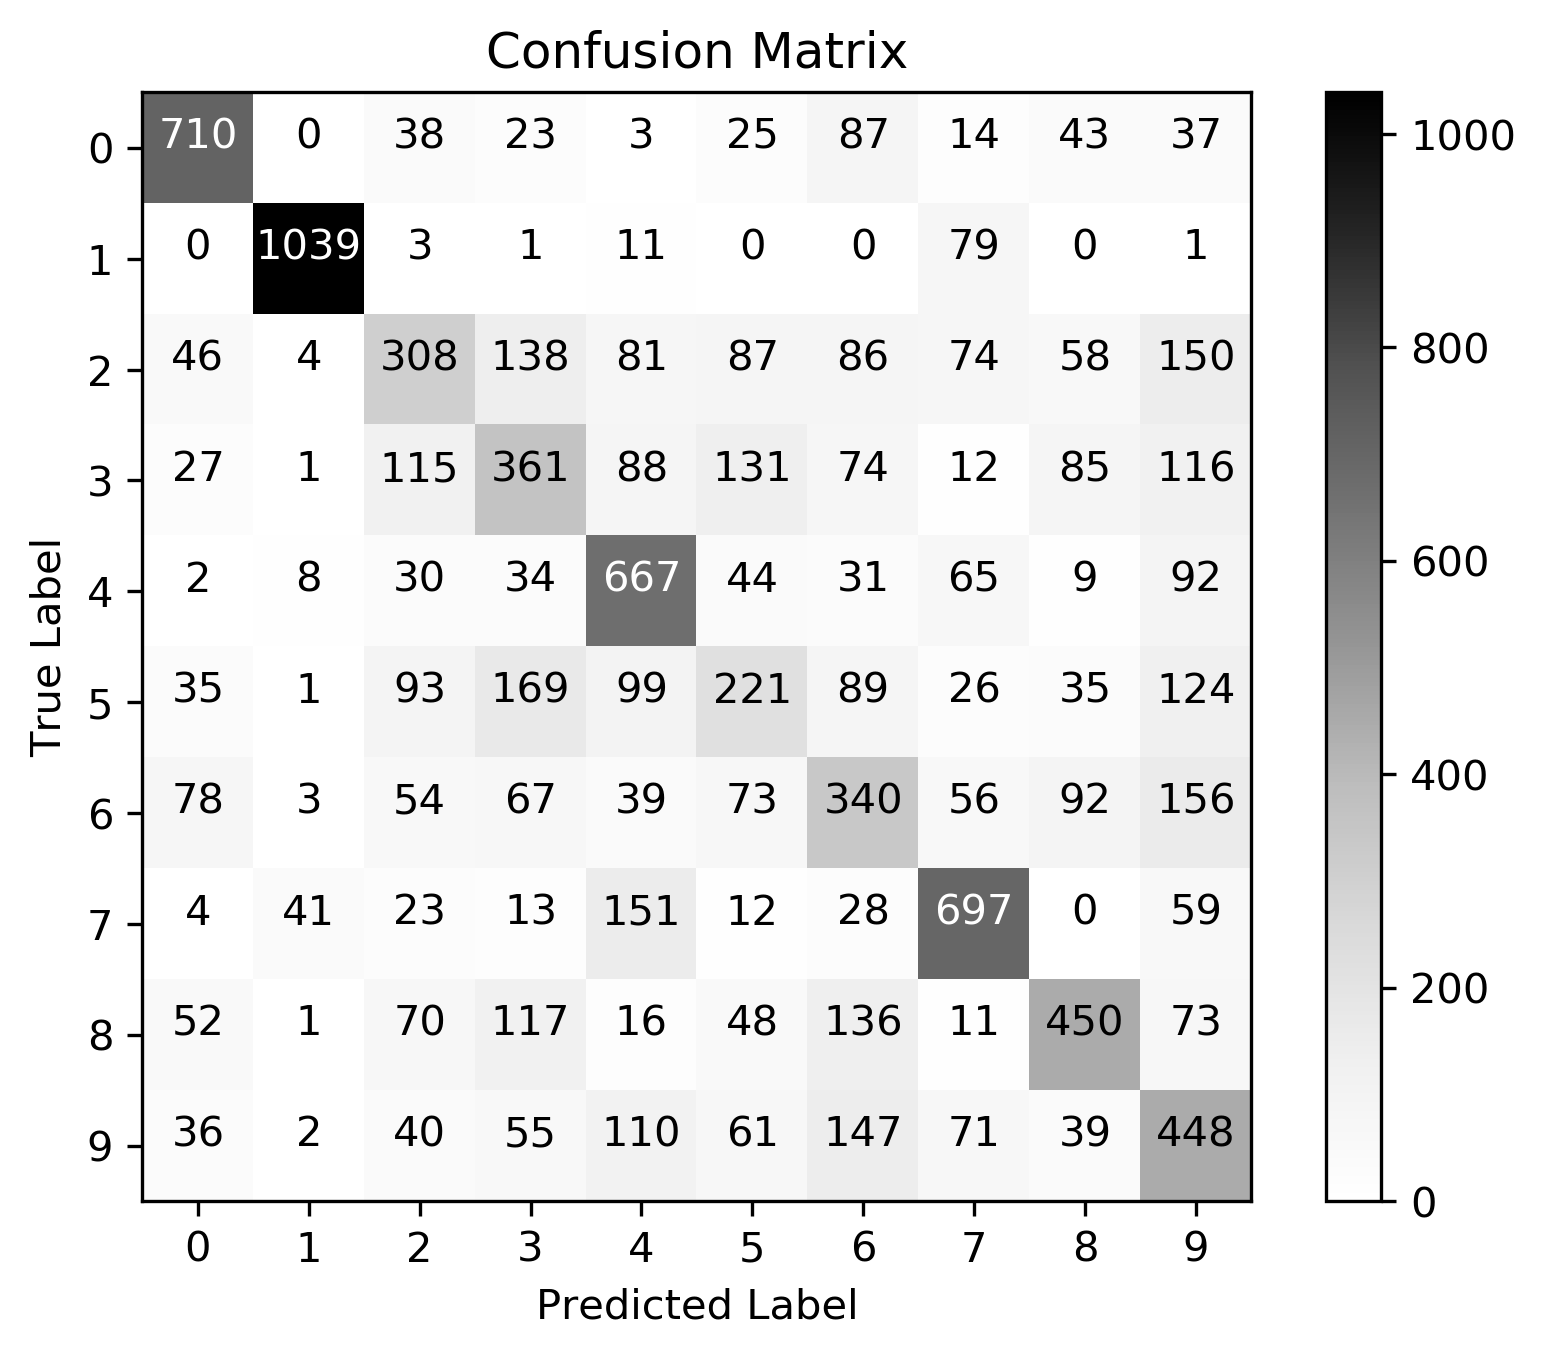 Confusion Matrix
0 710 0 38 23 3 25 87 14 43 37
1 0 1039 3 1 11 0 0 79 0 1
2 46 4 308 138 81 87 86 74 58 150
3 27 1 115 361 88 131 74 12 85 116
4 2 8 30 34 667 44 31 65 9 92
5 35 1 93 169 99 221 89 26 35 124
6 78 3 54 67 39 73 340 56 92 156
7 4 41 23 13 151 12 28 697 0 59
8 52 1 70 117 16 48 136 11 450 73
9 36 2 40 55 110 61 147 71 39 448
0 1 2 3 4 5 6 7 8 9
Predicted Label
True Label
1000
800
600
400
200
0